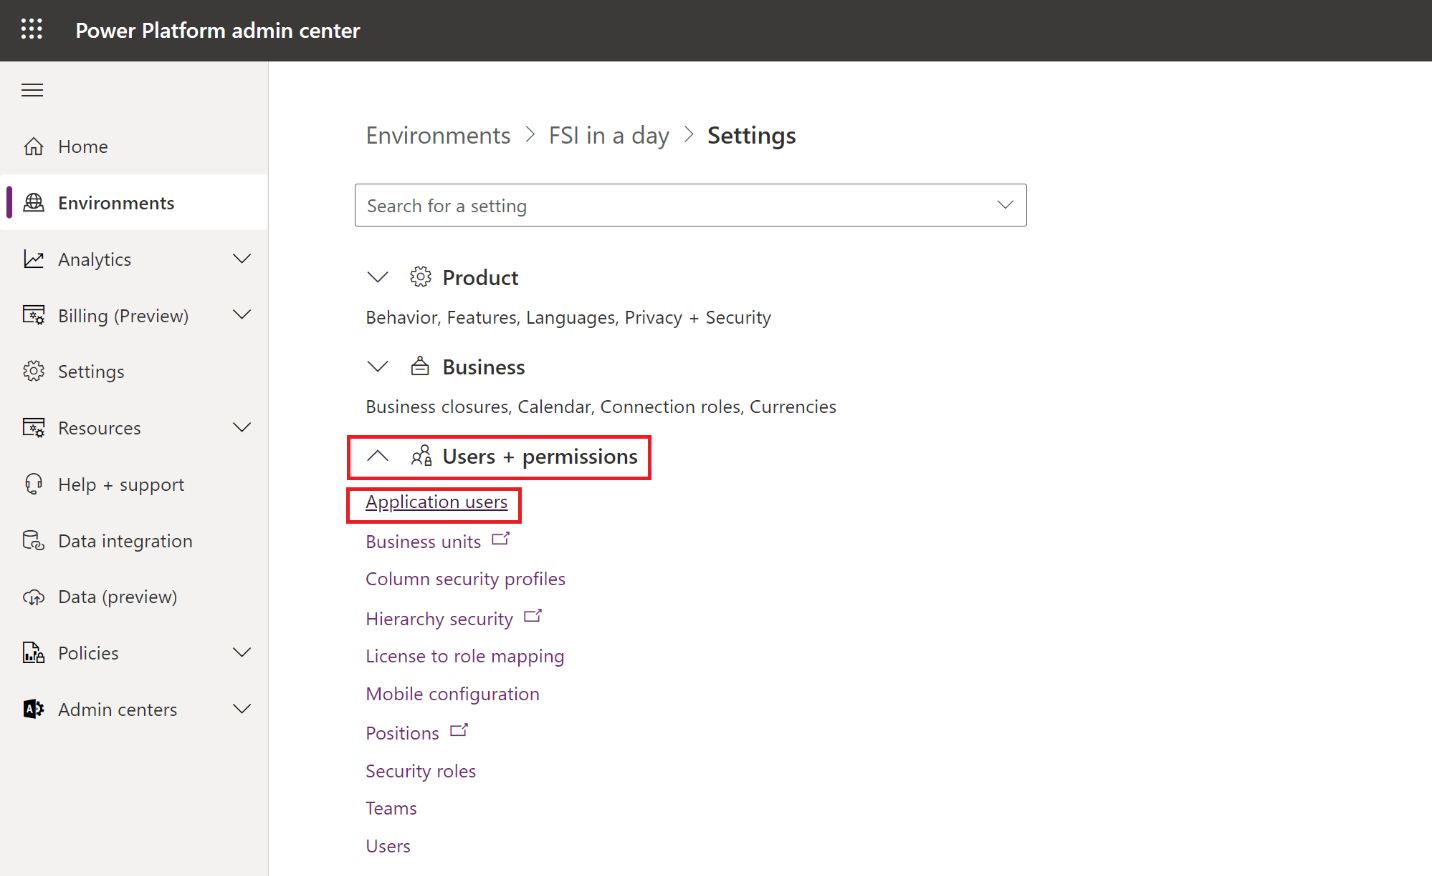 Power Platform admin center
Home
Environments
Analytics
Billing (Preview)
Settings
Resources
Help + support
Data integration
Data (preview)
Policies
Admin centers
Environments > FSI in a day > Settings
Search for a setting
Product
Behavior, Features, Languages, Privacy + Security
Business
Business closures, Calendar, Connection roles, Currencies
Users + permissions
Application users
Business units
Column security profiles
Hierarchy security
License to role mapping
Mobile configuration
Positions
Security roles
Teams
Users